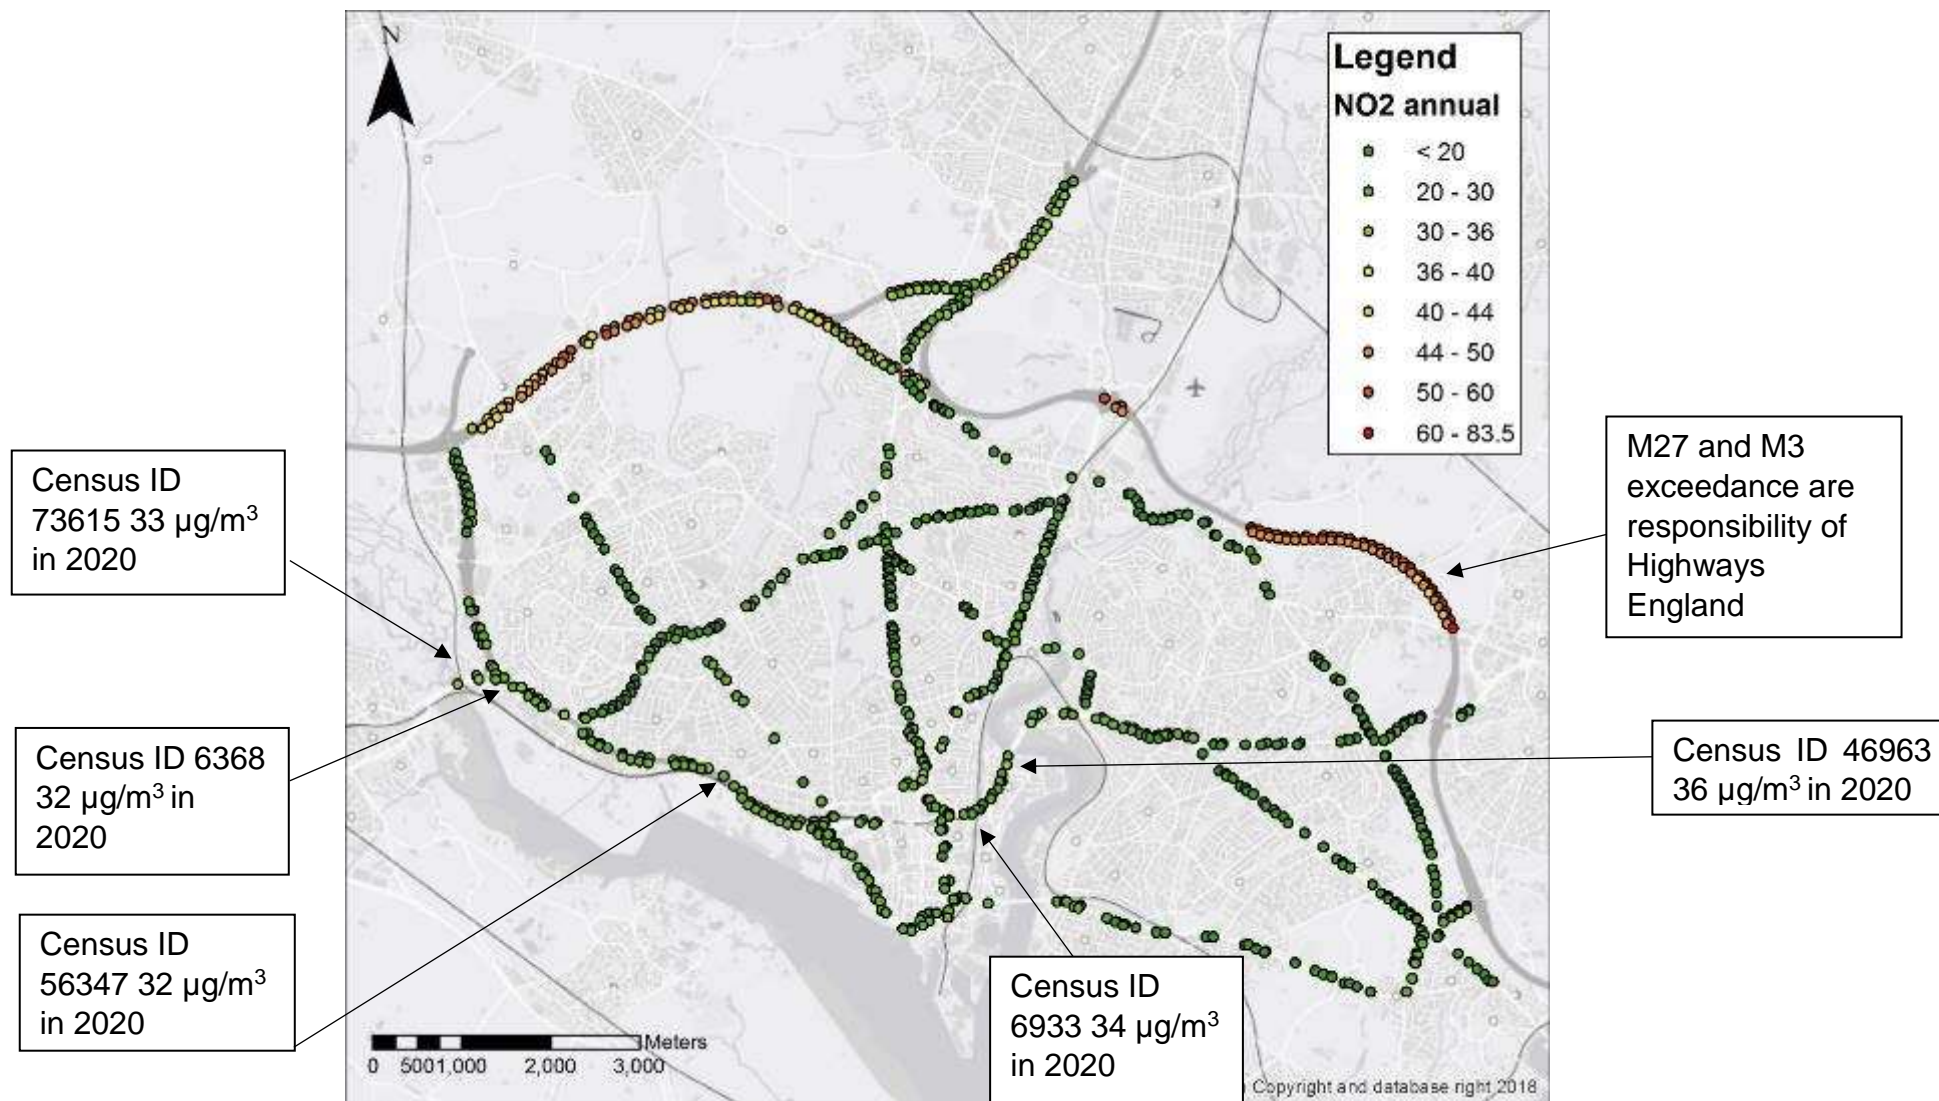 N
Legend
NO2 annual
< 20
20 - 30
30 - 36
36 - 40
40 - 44
44 - 50
50 - 60
60 - 83.5
Census ID
73615 33 µg/m³
in 2020
M27 and M3
exceedance are
responsibility of
Highways
England
Census ID 6368
32 µg/m³ in
2020
Census ID 46963
36 µg/m³ in 2020
Census ID
56347 32 µg/m³
in 2020
Census ID
6933 34 µg/m³
in 2020
Meters
0 500 1,000 2,000 3,000
Copyright and database right 2018